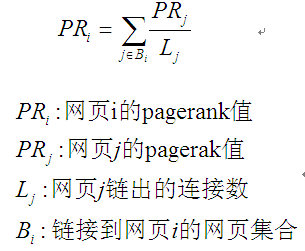 PR_i = \sum_{j∈B_i} \frac{PR_j}{L_j}
PR_i:网页i的pagerank值
PR_j:网页j的pagerak值
L_j:网页j链出的连接数
B_i:链接到网页i的网页集合